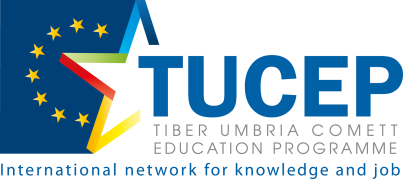 TUCEP
TIBER UMBRIA COMETT
EDUCATION PROGRAMME
International network for knowledge and job